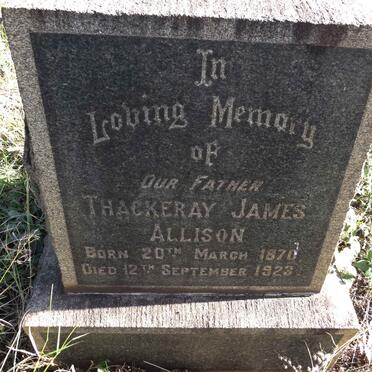 In
Loving Memory
of
OUR FATHER
THACKERAY JAMES
ALLISON
BORN 20TH MARCH 1870
DIED 12TH SEPTEMBER 1923.